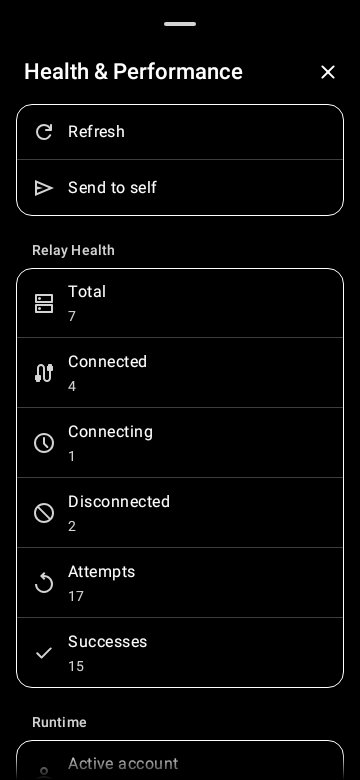 Health & Performance
Refresh
Send to self
Relay Health
Total
7
Connected
4
Connecting
1
Disconnected
2
Attempts
17
Successes
15
Runtime
Active account